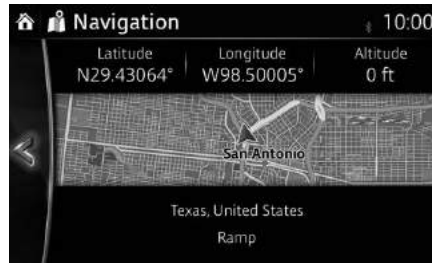 Navigation
10:00
Latitude
Longitude
Altitude
N29.43064°
W98.50005°
0 ft
San Antonio
Texas, United States
Ramp